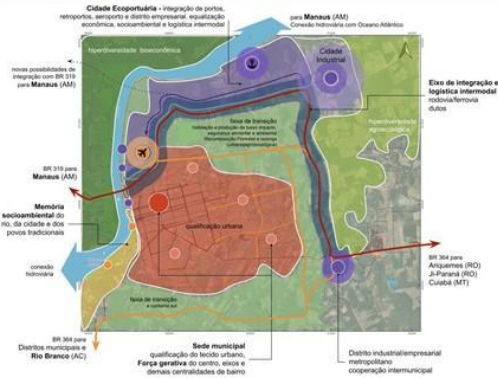 Cidade Ecoportuária - integração de portos,
retroportos, aeroporto e distrito empresarial. equalização
econômica, socioambiental e logística intermodal
para Manaus (AM)
Conexão hidroviária com Oceano Atlântico
hiperdiversidade bioeconômica
Cidade
Industrial
novas possibilidades de
integração com BR 319
para Manaus (AM)
Eixo de integração e
logística intermodal
rodovia/ferrovia
dutos
faixa de transição
hiperdiversidade
agroecológica
BR 319 para
Manaus (AM)
Memória
socioambiental do
rio, da cidade e dos
povos tradicionais
qualificação urbana
BR 364 para
Ariquemes (RO)
Ji-Paraná (RO)
Cuiabá (MT)
conexão
hidroviária
faixa de transição
BR 364 para
Distritos municipais e
Rio Branco (AC)
Sede municipal
qualificação do tecido urbano,
Força gerativa do centro, eixos e
demais centralidades de bairro
Distrito industrial/empresarial
metropolitano
cooperação intermunicipal